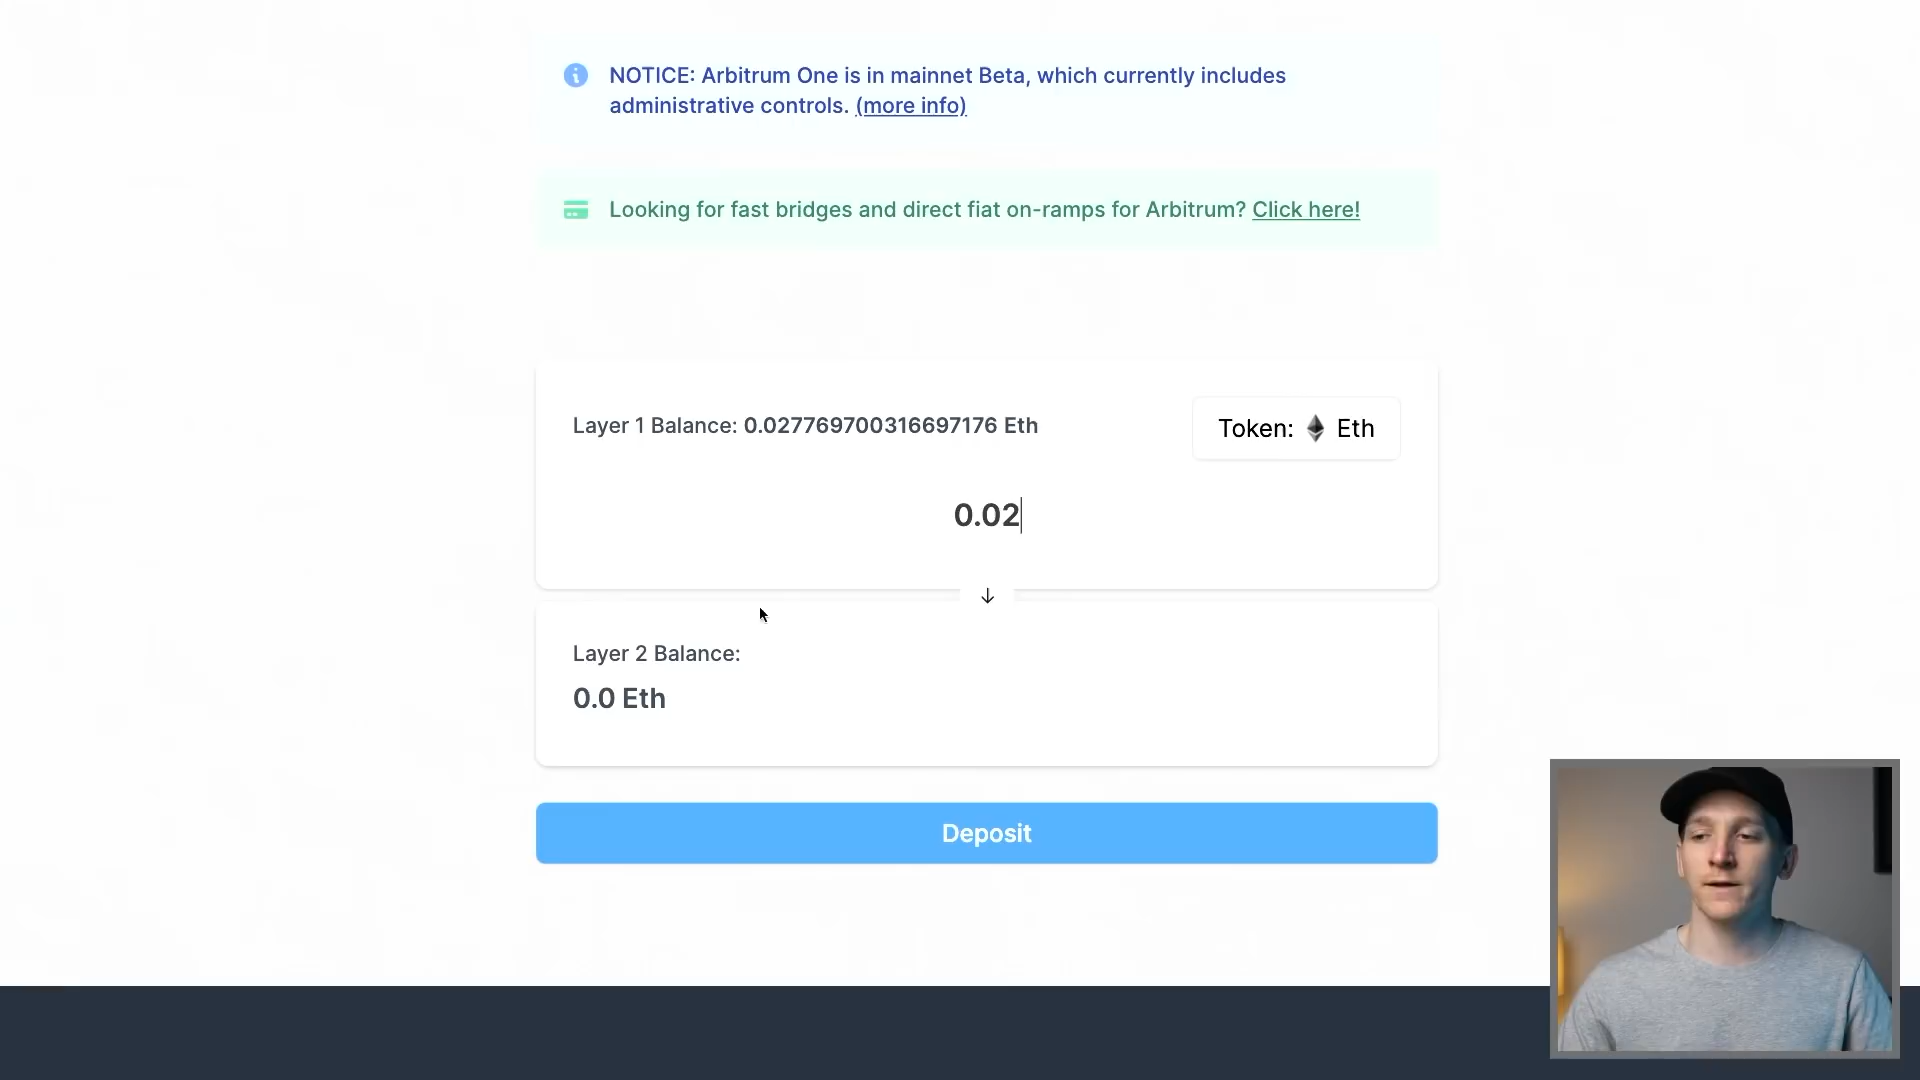 NOTICE: Arbitrum One is in mainnet Beta, which currently includes
administrative controls. (more info)
Looking for fast bridges and direct fiat on-ramps for Arbitrum? Click here!
Layer 1 Balance: 0.027769700316697176 Eth
Token: Eth
0.02
Layer 2 Balance:
0.0 Eth
Deposit